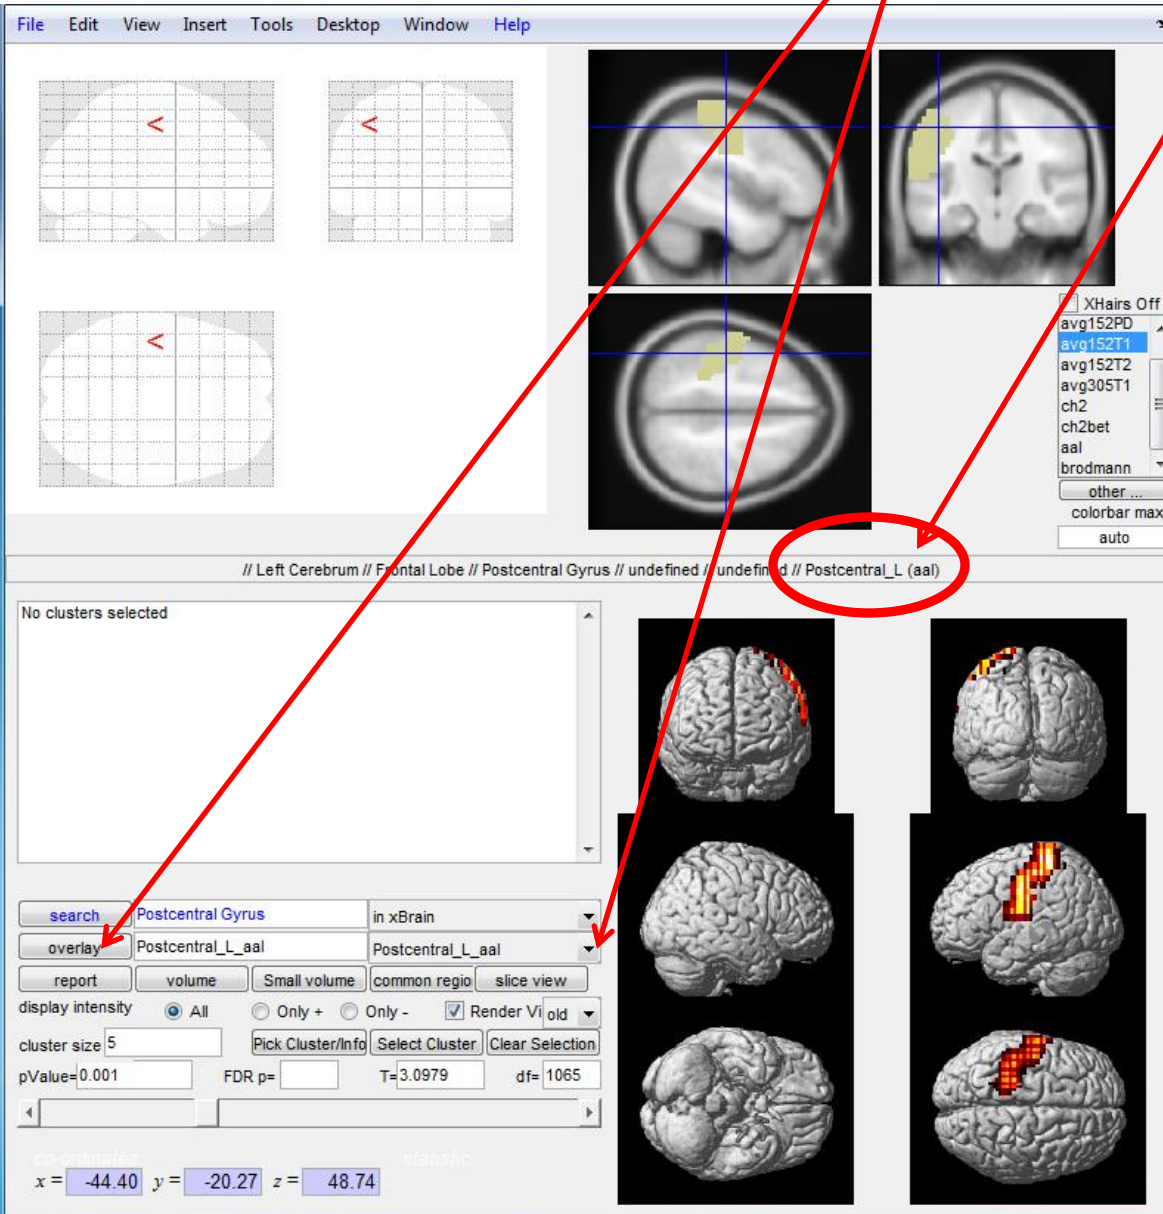 File Edit View Insert Tools Desktop Window Help
<
<
<
XHairs Off
avg152PD
avg152T1
avg152T2
avg305T1
ch2
ch2bet
aal
brodmann
other ...
colorbar max
auto
// Left Cerebrum // Frontal Lobe // Postcentral Gyrus // undefined // undefined // Postcentral_L (aal)
No clusters selected
search Postcentral Gyrus in xBrain
overlay Postcentral_L_aal Postcentral_L_aal
report volume Small volume common regio slice view
display intensity All Only + Only - Render Vi old
cluster size 5 Pick Cluster/Info Select Cluster Clear Selection
pValue= 0.001 FDR p= T= 3.0979 df= 1065
co-ordinates statistic
x = -44.40 y = -20.27 z = 48.74